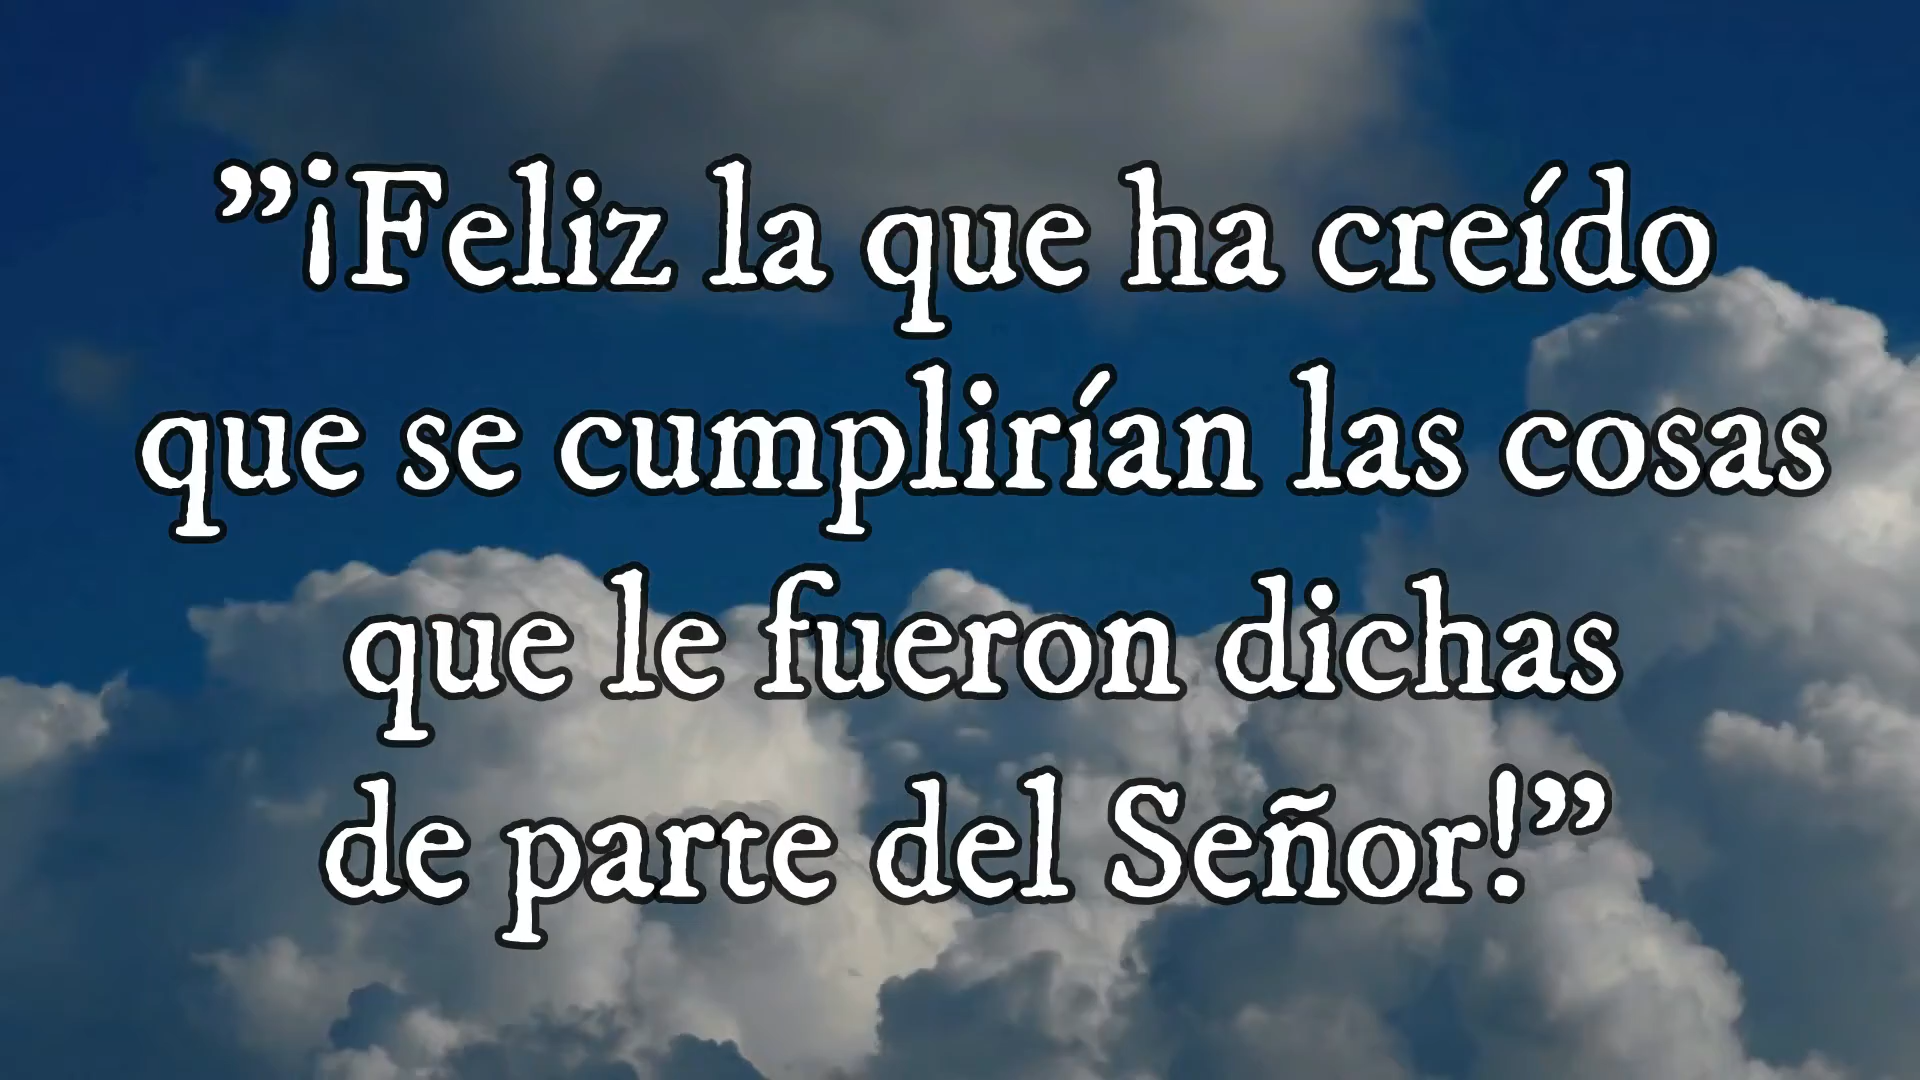 ”¡Feliz la que ha creído
que se cumplirían las cosas
que le fueron dichas
de parte del Señor!”